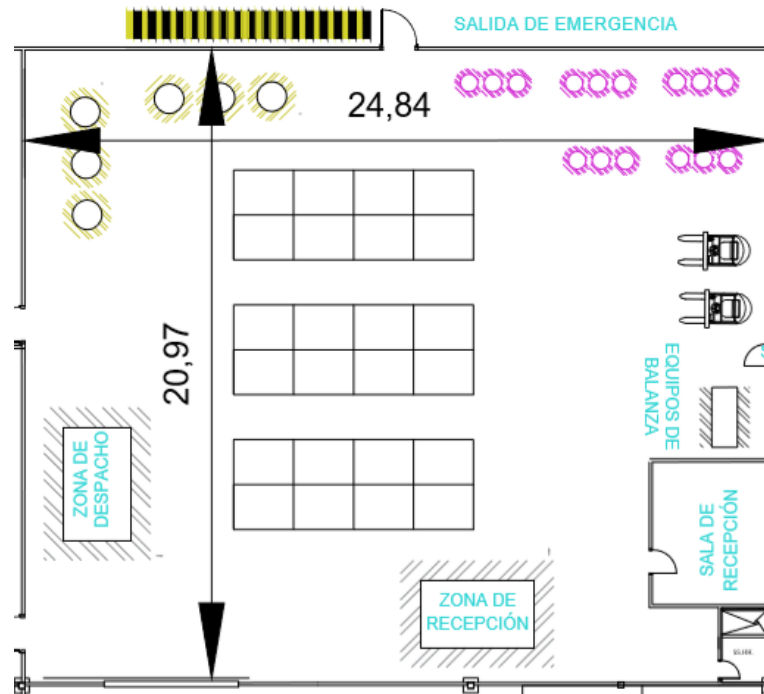 SALIDA DE EMERGENCIA
24,84
20,97
EQUIPOS DE
BALANZA
ZONA DE
DESPACHO
SALA DE
RECEPCIÓN
ZONA DE
RECEPCIÓN